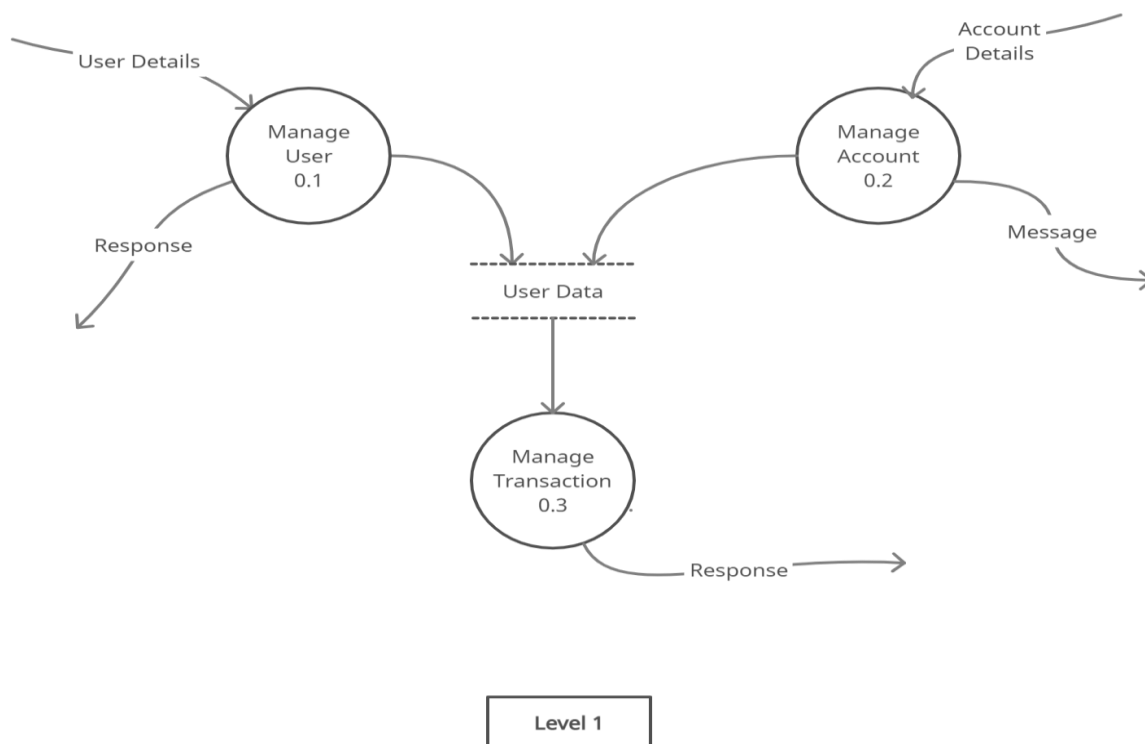 User Details
Account
Details
Manage
User
0.1
Manage
Account
0.2
Response
Message
User Data
Manage
Transaction
0.3
Response
Level 1